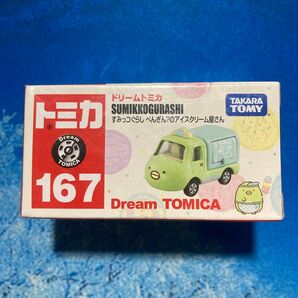 ドリームトミカ
SUMIKKOGURASHI
すみっコぐらし ぺんぎん?のアイスクリーム屋さん
TAKARA
TOMY
トミカ
Dream
TOMICA
167
Dream TOMICA